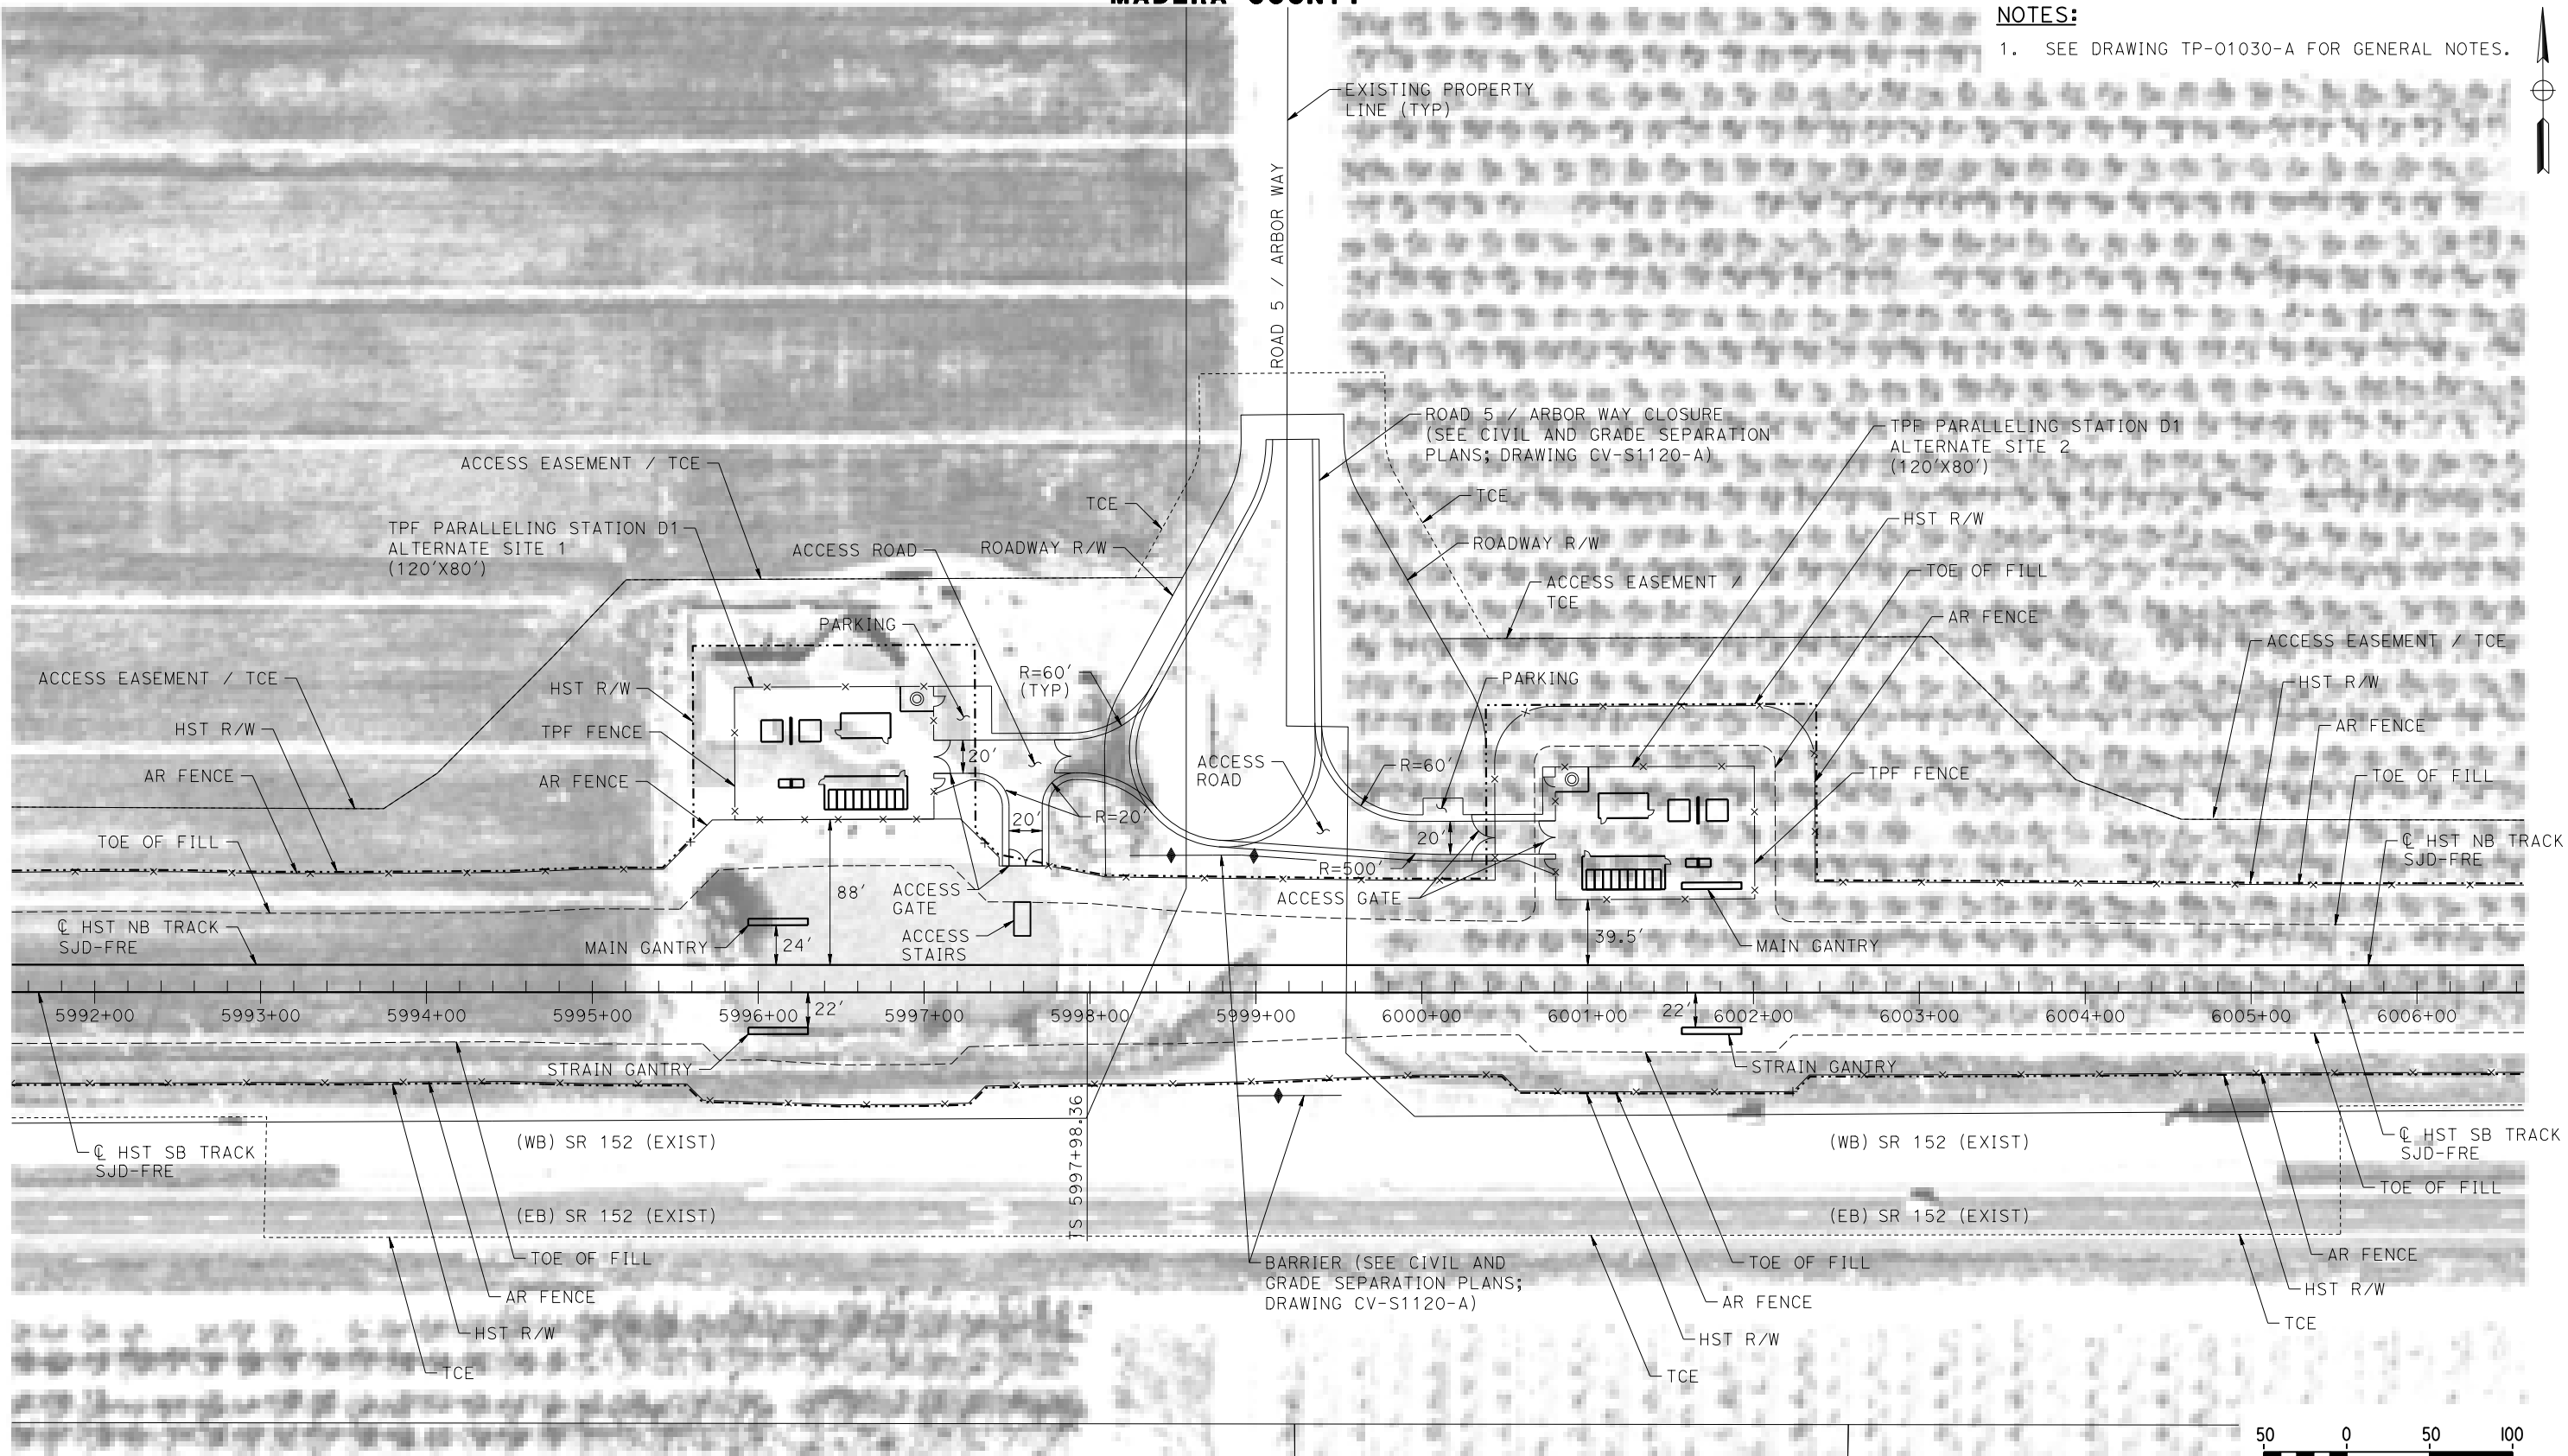 MADERA COUNTY
NOTES:
1. SEE DRAWING TP-01030-A FOR GENERAL NOTES.
EXISTING PROPERTY
LINE (TYP)
ROAD 5 / ARBOR WAY
ROAD 5 / ARBOR WAY CLOSURE
(SEE CIVIL AND GRADE SEPARATION
PLANS; DRAWING CV-S1120-A)
TPF PARALLELING STATION D1
ALTERNATE SITE 2
(120'X80')
ACCESS EASEMENT / TCE
TCE
TCE
TPF PARALLELING STATION D1
ALTERNATE SITE 1
(120'X80')
ACCESS ROAD
ROADWAY R/W
HST R/W
ROADWAY R/W
TOE OF FILL
ACCESS EASEMENT /
TCE
AR FENCE
PARKING
ACCESS EASEMENT / TCE
ACCESS EASEMENT / TCE
HST R/W
R=60'
(TYP)
PARKING
HST R/W
HST R/W
TPF FENCE
AR FENCE
20'
ACCESS
ROAD
R=60'
AR FENCE
AR FENCE
TPF FENCE
TOE OF FILL
R=20'
20'
20'
TOE OF FILL
℄ HST NB TRACK
SJD-FRE
88'
ACCESS
GATE
R=500'
ACCESS GATE
℄ HST NB TRACK
SJD-FRE
MAIN GANTRY
24'
ACCESS
STAIRS
39.5'
MAIN GANTRY
5992+00
5993+00
5994+00
5995+00
5996+00
22'
5997+00
5998+00
5999+00
6000+00
6001+00
22'
6002+00
6003+00
6004+00
6005+00
6006+00
STRAIN GANTRY
STRAIN GANTRY
TS 5997+98.36
℄ HST SB TRACK
SJD-FRE
(WB) SR 152 (EXIST)
(WB) SR 152 (EXIST)
℄ HST SB TRACK
SJD-FRE
TOE OF FILL
(EB) SR 152 (EXIST)
(EB) SR 152 (EXIST)
TOE OF FILL
AR FENCE
HST R/W
TCE
BARRIER (SEE CIVIL AND
GRADE SEPARATION PLANS;
DRAWING CV-S1120-A)
TOE OF FILL
AR FENCE
HST R/W
TCE
AR FENCE
HST R/W
TCE
50 0 50 100